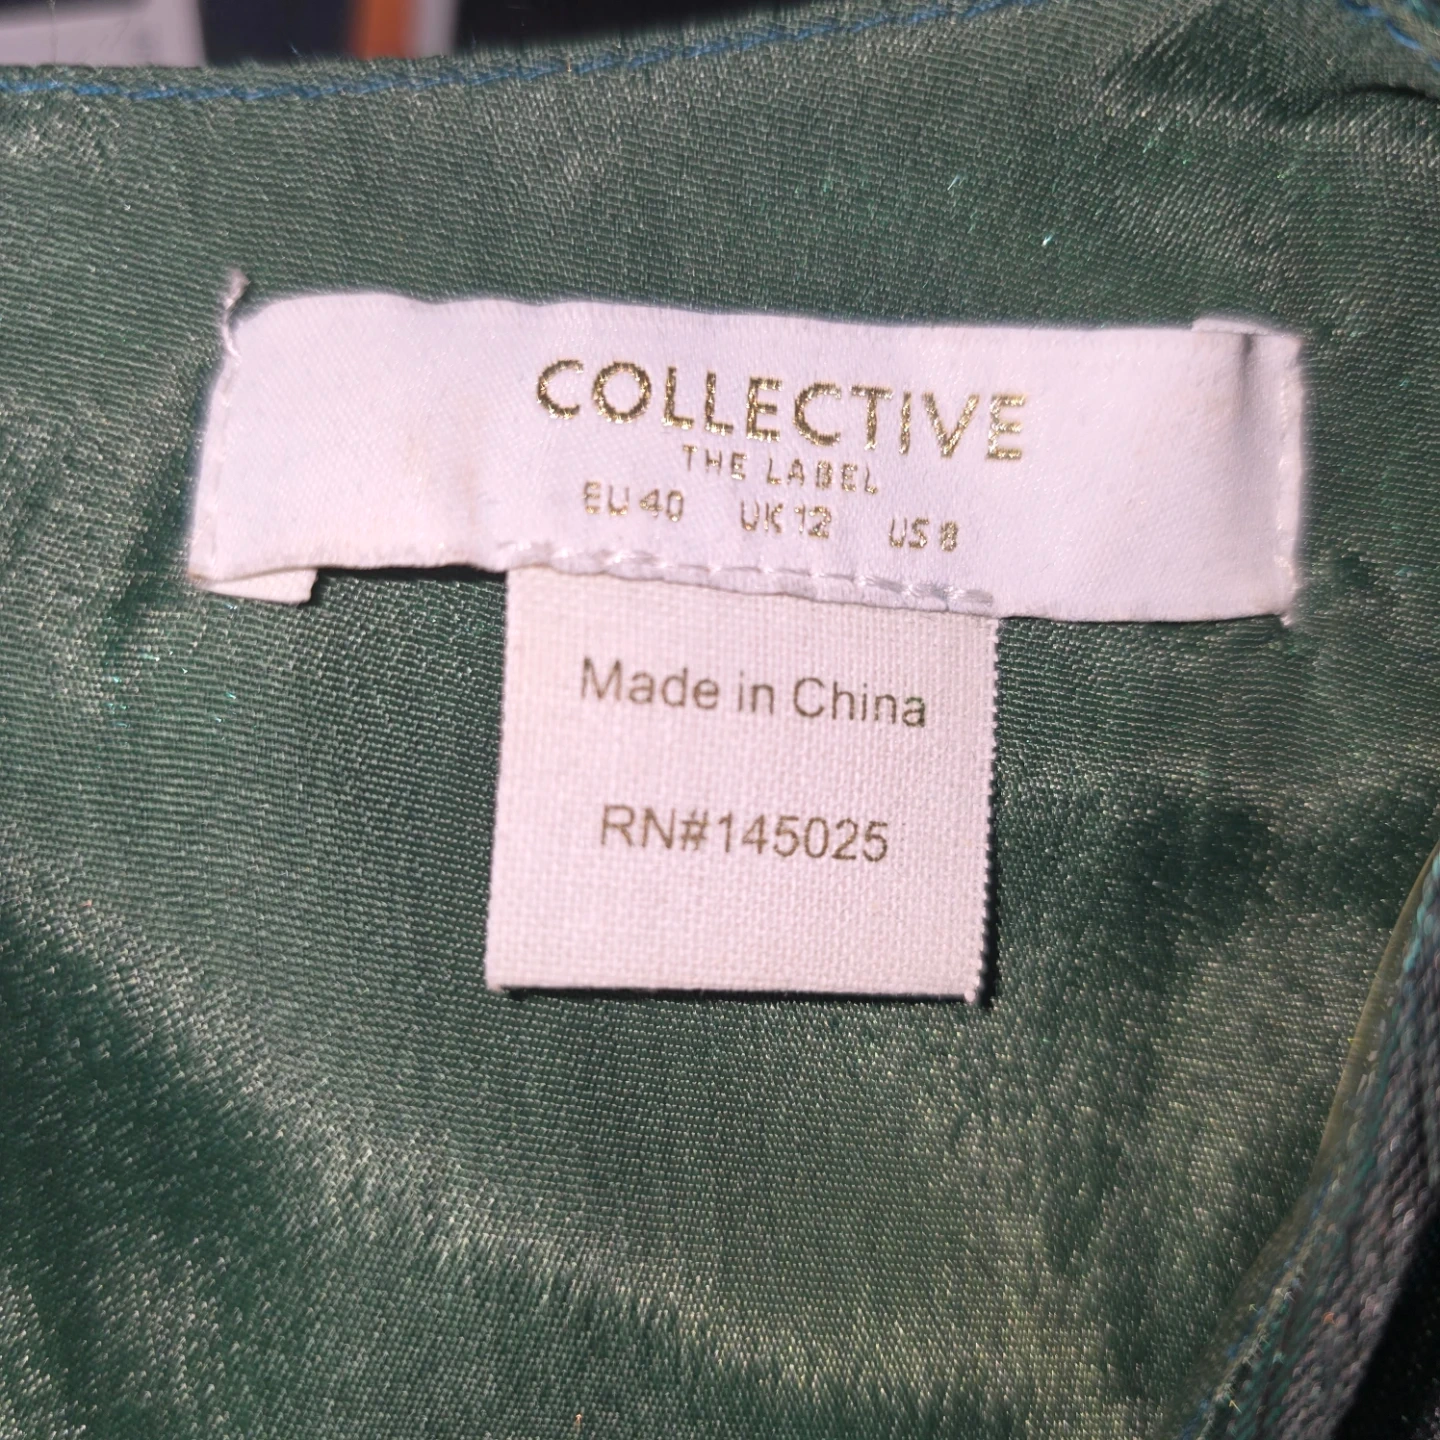 COLLECTIVE
THE LABEL
EU 40 UK 12 US 8
Made in China
RN#145025